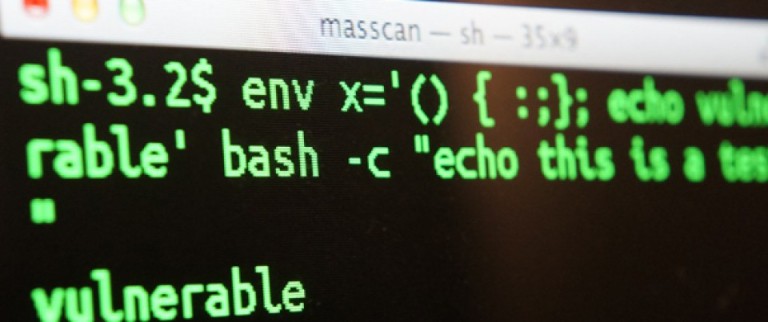 masscan — sh — 35×9
sh-3.2$ env x='() { :;}; echo vulne
rable' bash -c "echo this is a tes
"
vulnerable